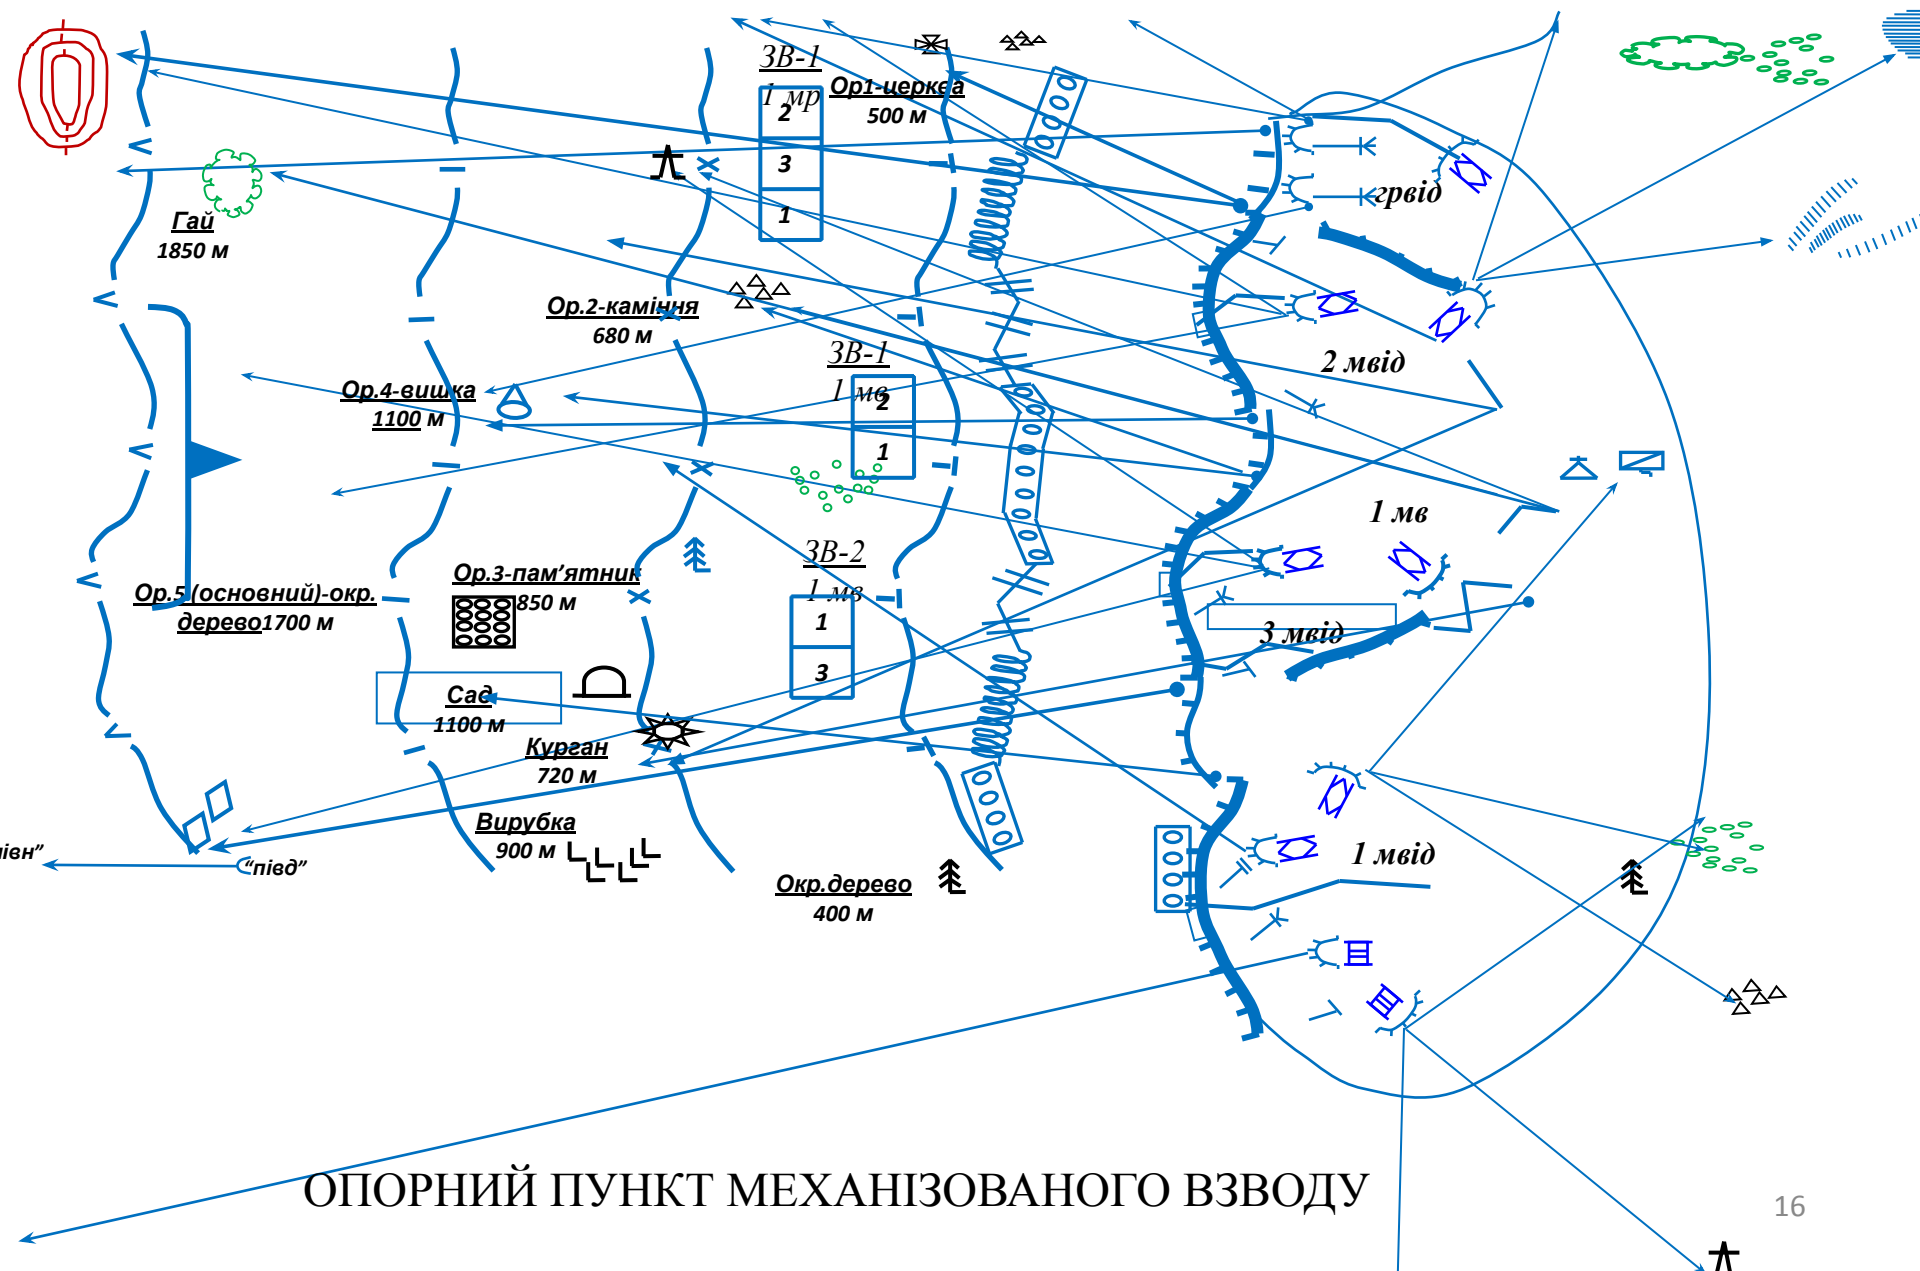 ЗВ-1
1 мр
2
3
1
Ор1-церква
500 м
Гай
1850 м
грвід
Ор.2-каміння
680 м
ЗВ-1
1 мв
2
1
2 мвід
Ор.4-вишка
1100 м
1 мв
ЗВ-2
1 мв
1
3
Ор.3-пам’ятник
850 м
Ор.5 (основний)-окр.
дерево1700 м
3 мвід
Сад
1100 м
Курган
720 м
Вирубка
900 м
івн”
“півд”
1 мвід
Окр.дерево
400 м
ОПОРНИЙ ПУНКТ МЕХАНІЗОВАНОГО ВЗВОДУ
16